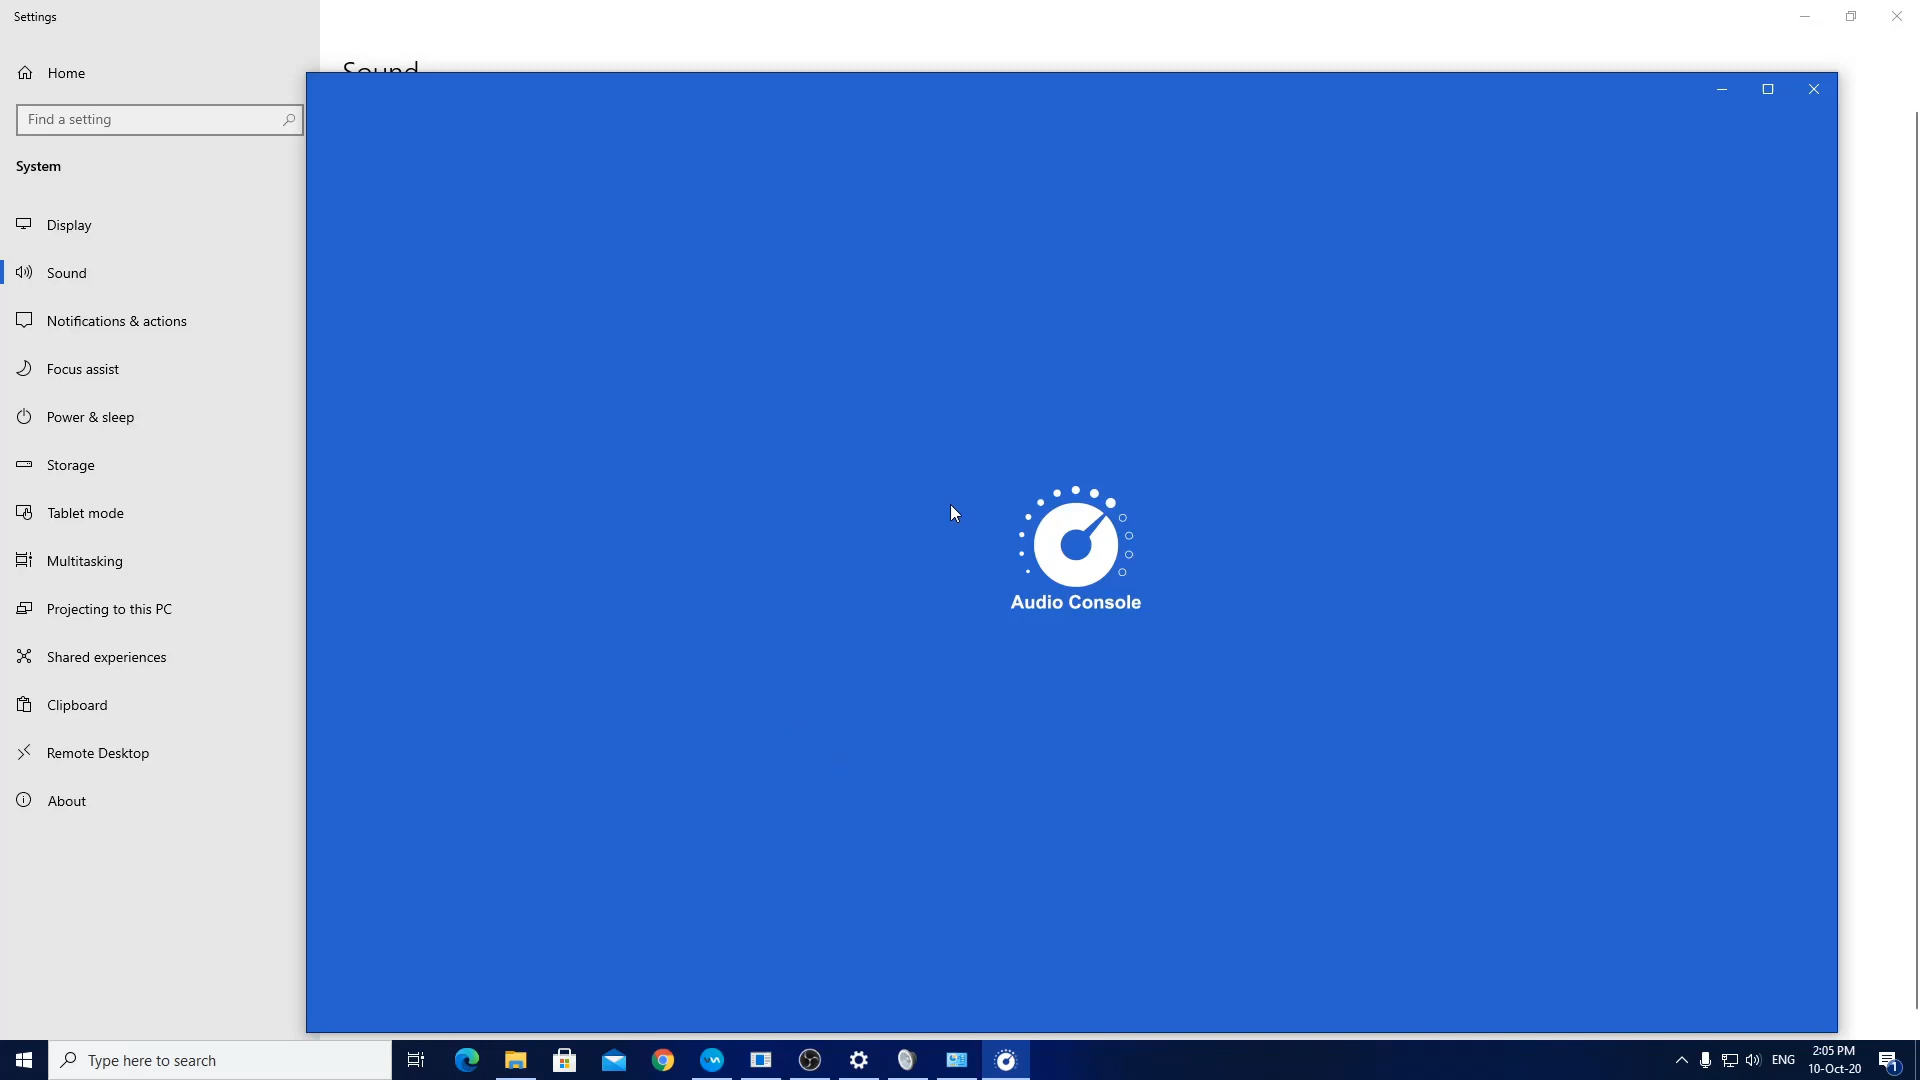 Settings
Home
Find a setting
System
Display
Sound
Notifications & actions
Focus assist
Power & sleep
Storage
Tablet mode
Multitasking
Projecting to this PC
Shared experiences
Clipboard
Remote Desktop
About
Sound
Audio Console
Type here to search
ENG
2:05 PM
10-Oct-20
1